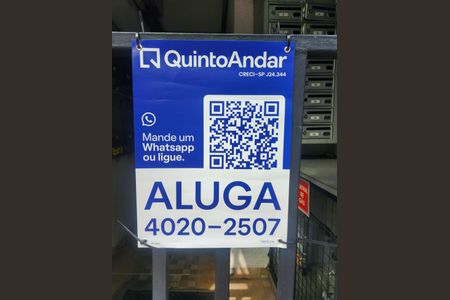 QuintoAndar
CRECI-SP J24.344
Mande um
Whatsapp
ou ligue.
ALUGA
4020-2507